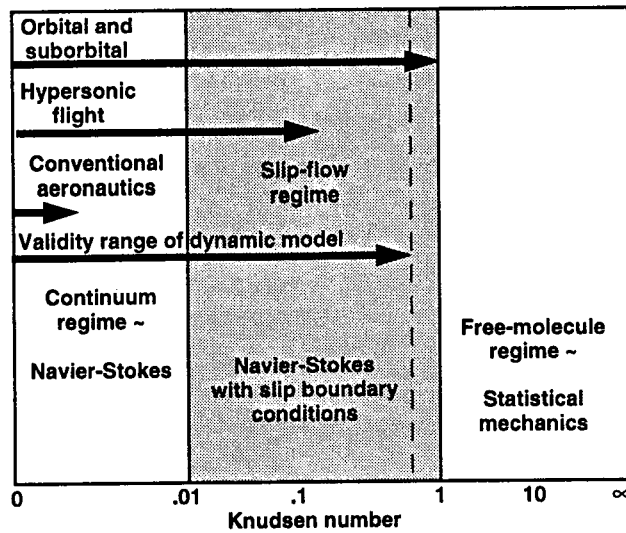 Orbital and
suborbital
Hypersonic
flight
Conventional
aeronautics
Slip-flow
regime
Validity range of dynamic model
Continuum
regime ~
Navier-Stokes
Navier-Stokes
with slip boundary
conditions
Free-molecule
regime ~
Statistical
mechanics
0 .01 .1 1 10 ∞
Knudsen number